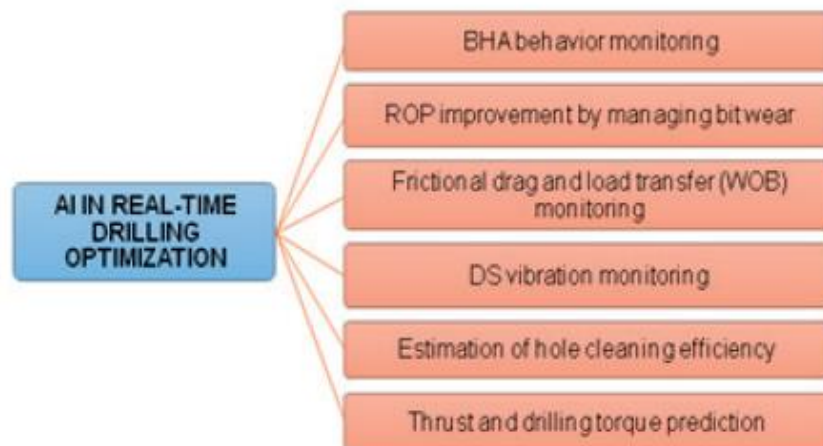 BHA behavior monitoring
ROP improvement by managing bit wear
Frictional drag and load transfer (WOB)
monitoring
AI IN REAL-TIME
DRILLING
OPTIMIZATION
DS vibration monitoring
Estimation of hole cleaning efficiency
Thrust and drilling torque prediction